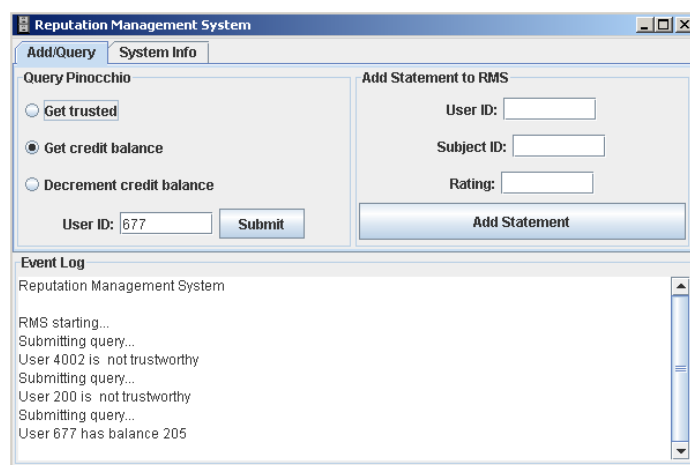 Reputation Management System
Add/Query System Info
Query Pinocchio
Get trusted
Get credit balance
Decrement credit balance
User ID: 677 Submit
Add Statement to RMS
User ID:
Subject ID:
Rating:
Add Statement
Event Log
Reputation Management System
RMS starting...
Submitting query...
User 4002 is  not trustworthy
Submitting query...
User 200 is  not trustworthy
Submitting query...
User 677 has balance 205